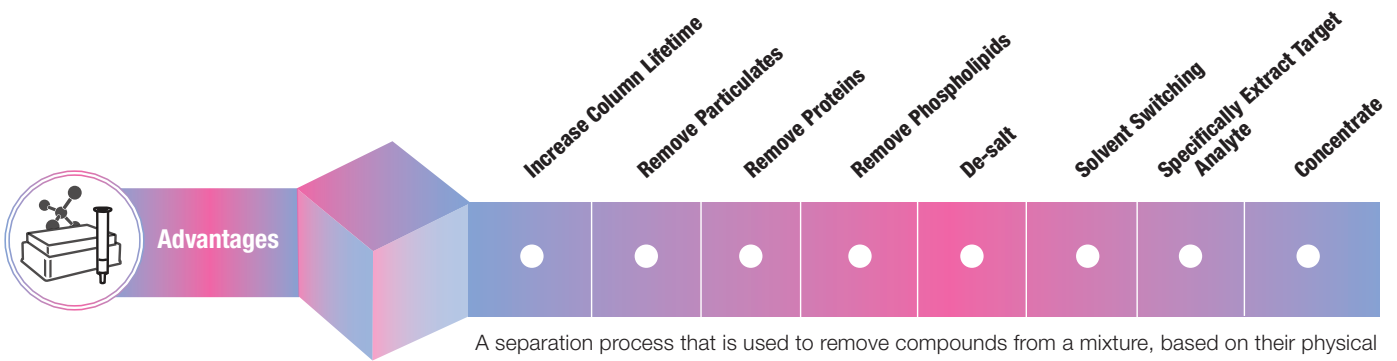 Increase Column Lifetime
Remove Particulates
Remove Proteins
Remove Phospholipids
De-salt
Solvent Switching
Specifically Extract Target
Analyte
Concentrate
Advantages
A separation process that is used to remove compounds from a mixture, based on their physical